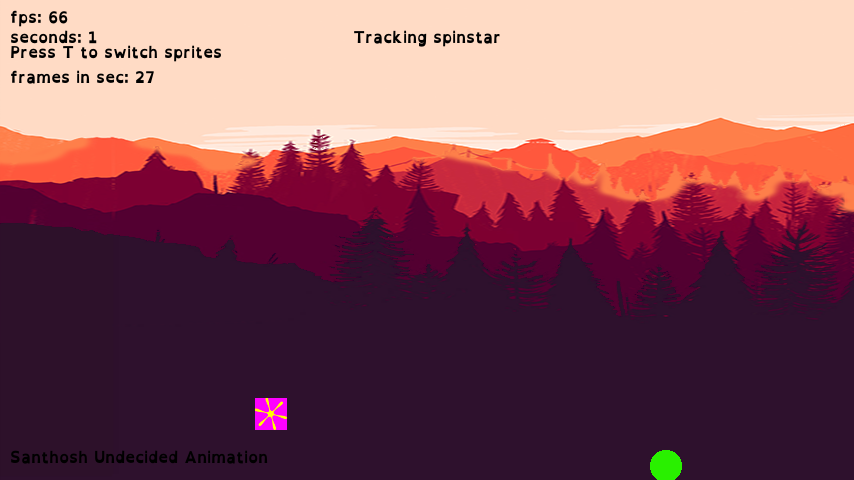 fps: 66
seconds: 1
Tracking spinstar
Press T to switch sprites
frames in sec: 27
Santhosh Undecided Animation